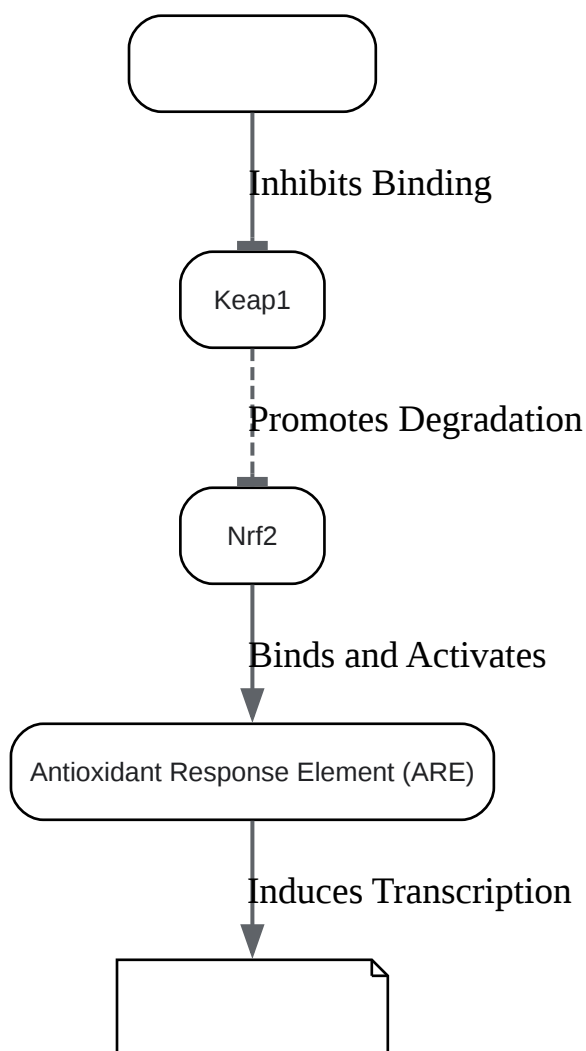 Inhibits Binding
Keap1
Promotes Degradation
Nrf2
Binds and Activates
Antioxidant Response Element (ARE)
Induces Transcription